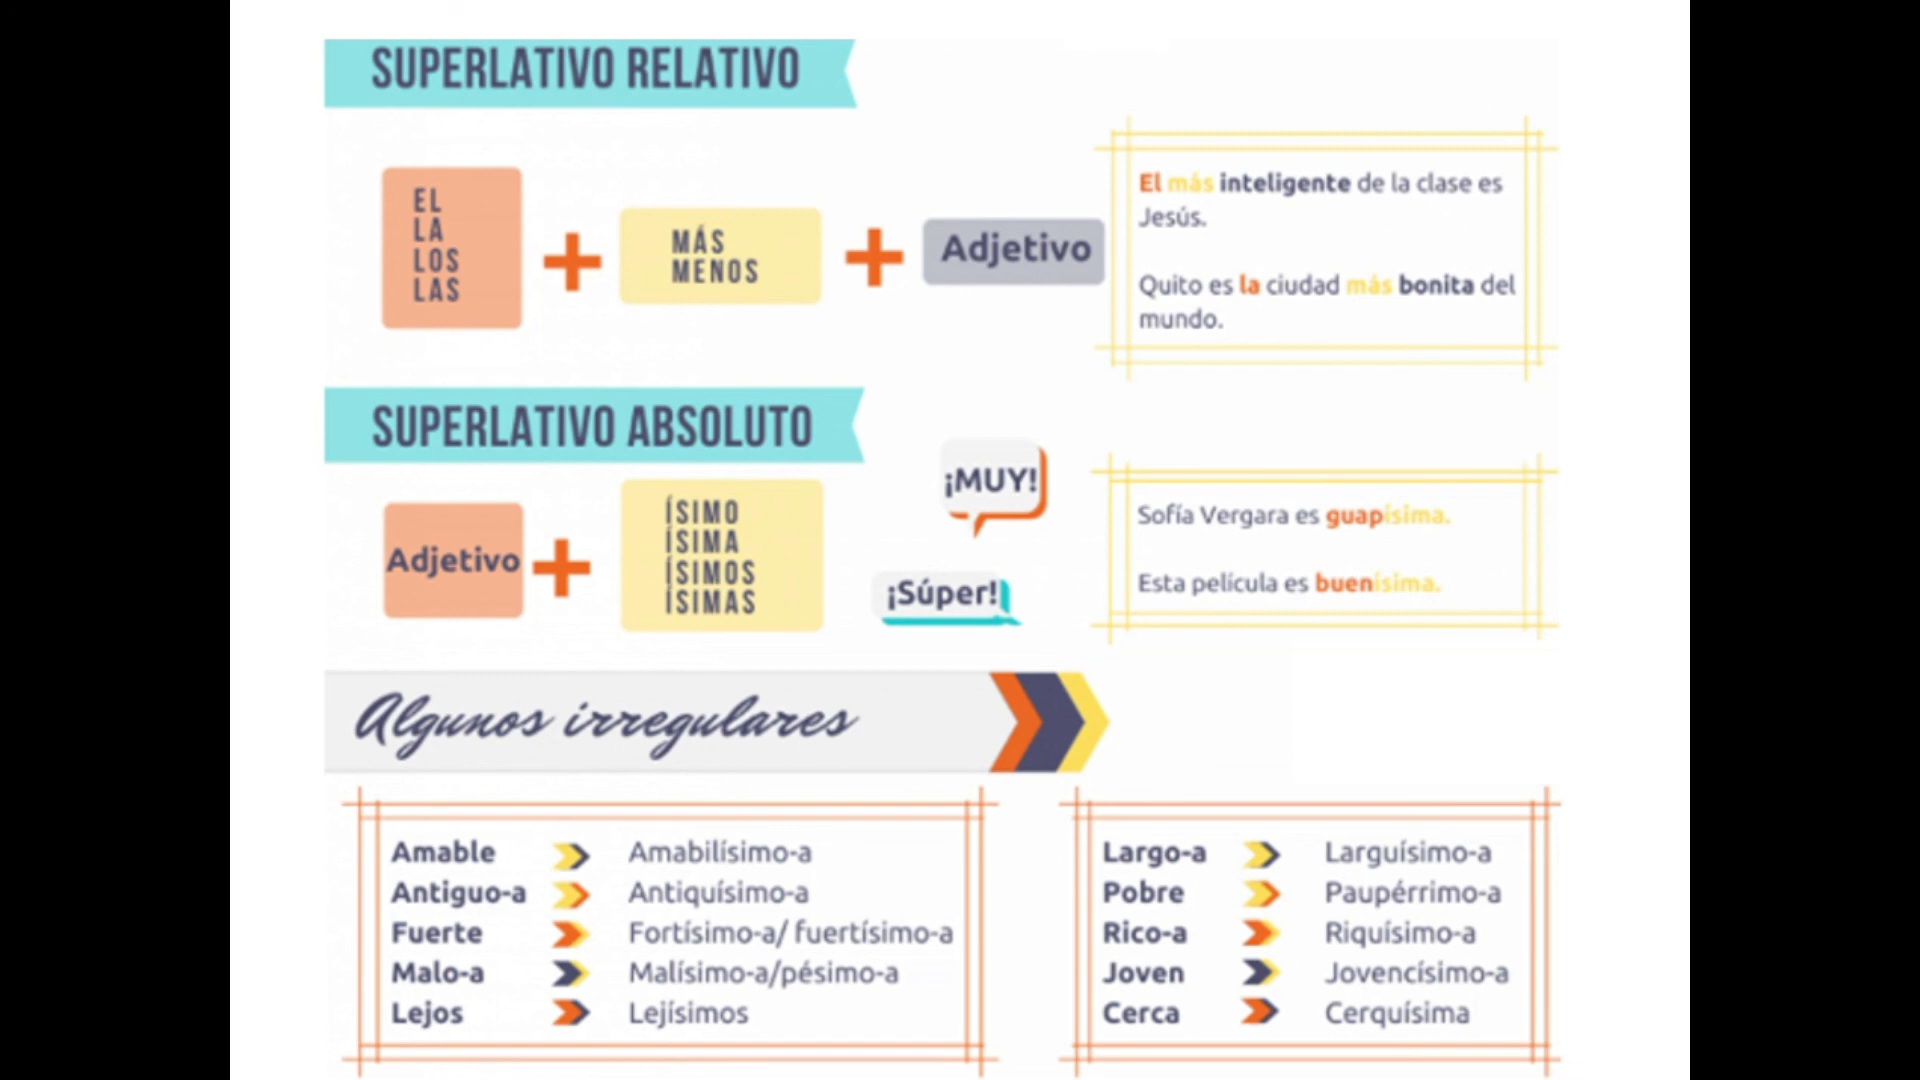 SUPERLATIVO RELATIVO
EL
LA
LOS
LAS
MÁS
MENOS
Adjetivo
El más inteligente de la clase es
Jesús.
Quito es la ciudad más bonita del
mundo.
SUPERLATIVO ABSOLUTO
Adjetivo
ÍSIMO
ÍSIMA
ÍSIMOS
ÍSIMAS
¡MUY!
¡Súper!
Sofía Vergara es guapísima.
Esta película es buenísima.
Algunos irregulares
Amable Amabilísimo-a
Antiguo-a Antiquísimo-a
Fuerte Fortísimo-a/ fuertísimo-a
Malo-a Malísimo-a/pésimo-a
Lejos Lejísimos
Largo-a Larguísimo-a
Pobre Paupérrimo-a
Rico-a Riquísimo-a
Joven Jovencísimo-a
Cerca Cerquísima